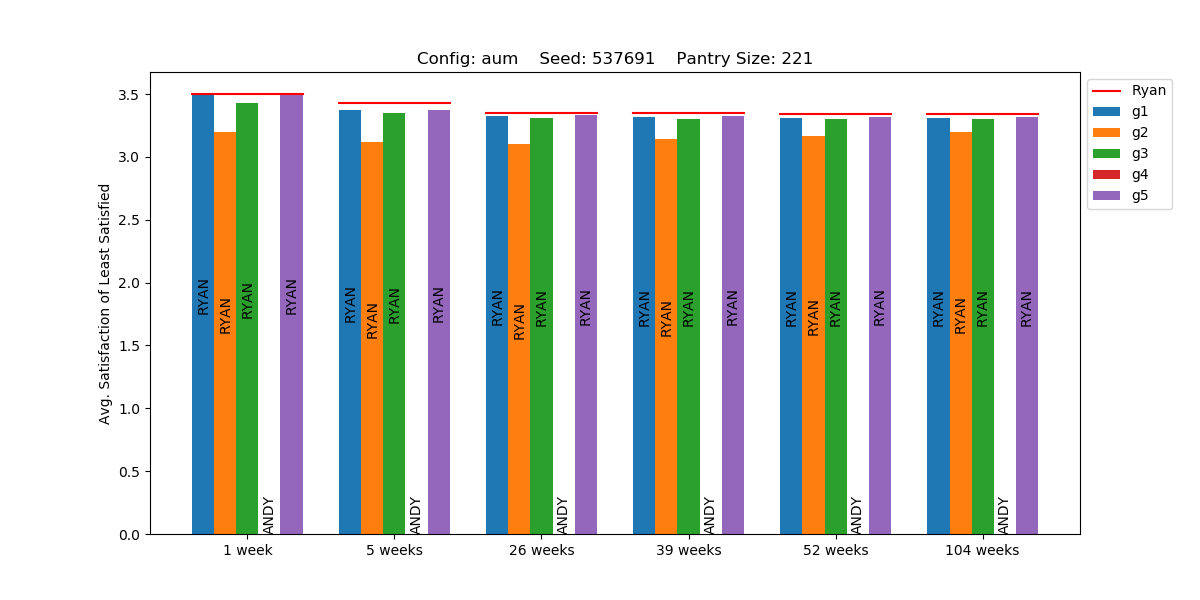 Config: aum    Seed: 537691    Pantry Size: 221
Avg. Satisfaction of Least Satisfied
3.5
3.0
2.5
2.0
1.5
1.0
0.5
0.0
RYAN RYAN RYAN ANDY RYAN
RYAN RYAN RYAN ANDY RYAN
RYAN RYAN RYAN ANDY RYAN
RYAN RYAN RYAN ANDY RYAN
RYAN RYAN RYAN ANDY RYAN
RYAN RYAN RYAN ANDY RYAN
1 week 5 weeks 26 weeks 39 weeks 52 weeks 104 weeks
Ryan
g1
g2
g3
g4
g5